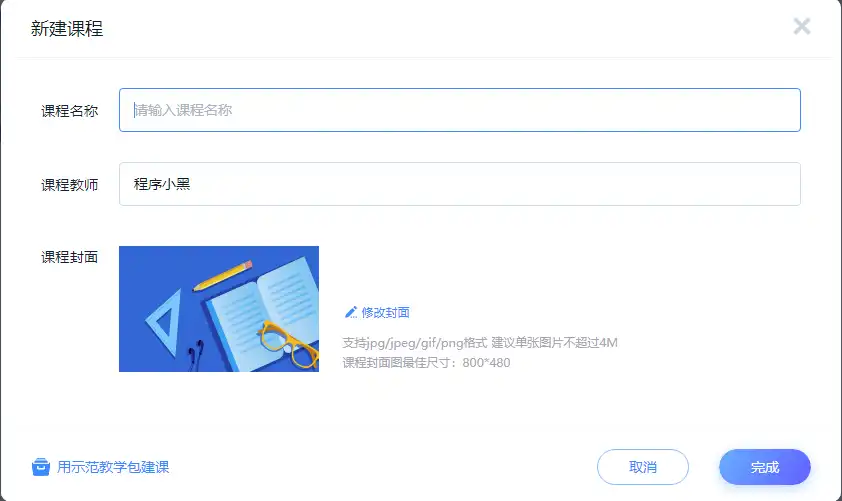 新建课程
课程名称 请输入课程名称
课程教师 程序小黑
课程封面
修改封面
支持jpg/jpeg/gif/png格式 建议单张图片不超过4M
课程封面图最佳尺寸：800*480
用示范教学包建课 取消 完成